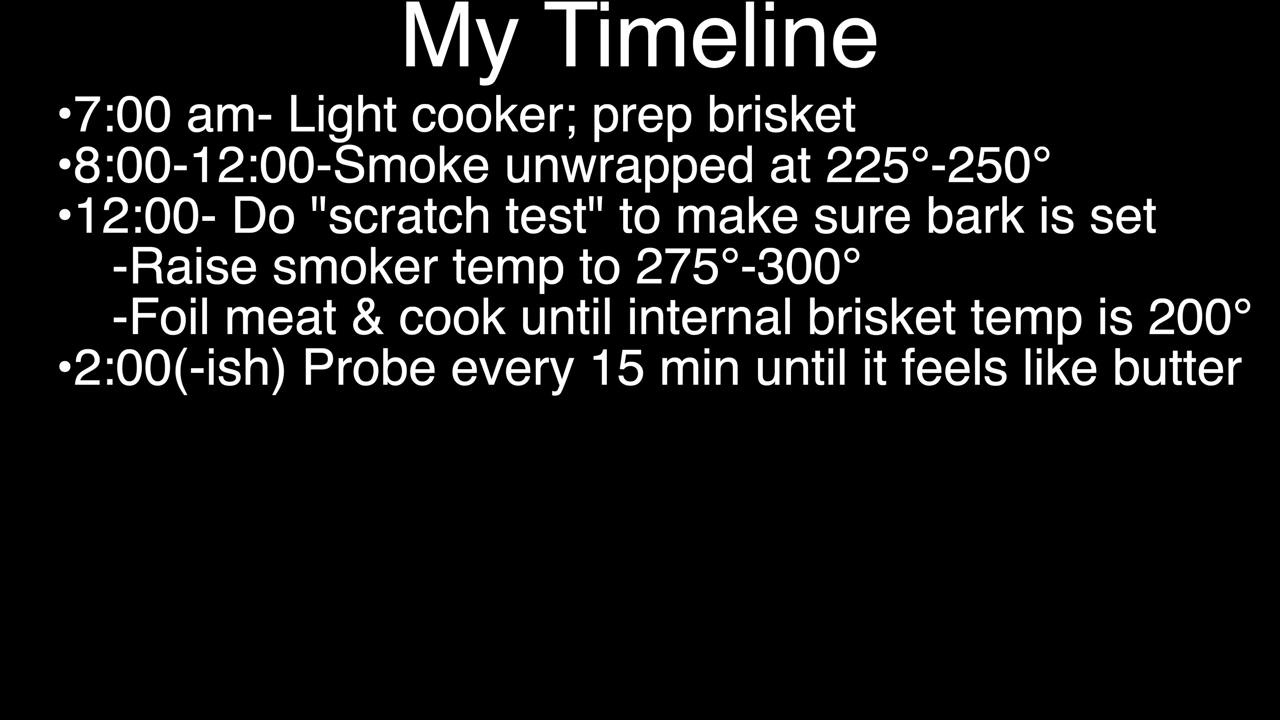 My Timeline
•7:00 am- Light cooker; prep brisket
•8:00-12:00-Smoke unwrapped at 225°-250°
•12:00- Do "scratch test" to make sure bark is set
-Raise smoker temp to 275°-300°
-Foil meat & cook until internal brisket temp is 200°
•2:00(-ish) Probe every 15 min until it feels like butter